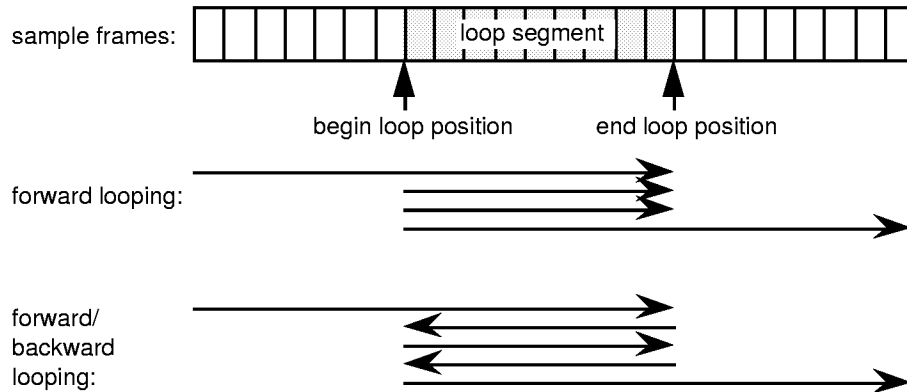 sample frames:
loop segment
begin loop position
end loop position
forward looping:
forward/
backward
looping: